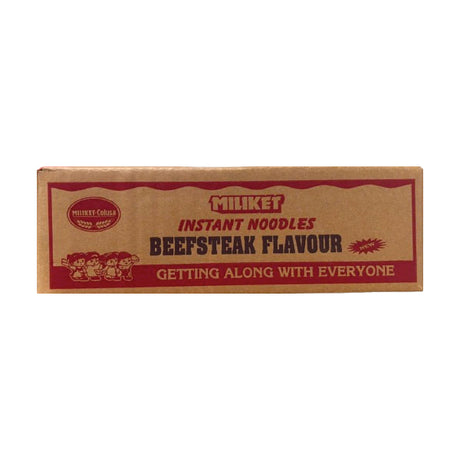 MILIKET-Colusa
MILIKET
INSTANT NOODLES
BEEFSTEAK FLAVOUR
NEW
GETTING ALONG WITH EVERYONE